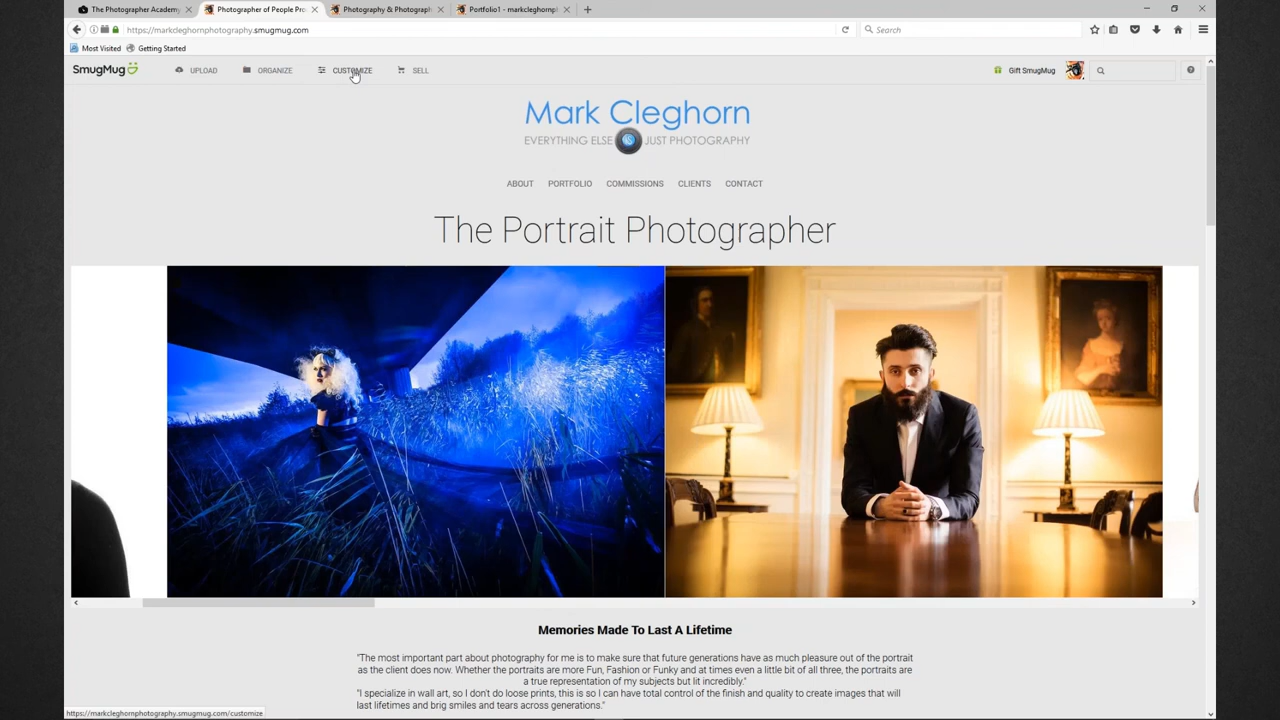 The Photographer Academy
Photographer of People Pro
Photography & Photograph
Portfolio1 - markcleghornp
https://markcleghornphotography.smugmug.com
Search
Most Visited
Getting Started
SmugMug
UPLOAD
ORGANIZE
CUSTOMIZE
SELL
Gift SmugMug
Mark Cleghorn
EVERYTHING ELSE JUST PHOTOGRAPHY
ABOUT
PORTFOLIO
COMMISSIONS
CLIENTS
CONTACT
The Portrait Photographer
Memories Made To Last A Lifetime
"The most important part about photography for me is to make sure that future generations have as much pleasure out of the portrait
as the client does now. Whether the portraits are more Fun, Fashion or Funky and at times even a little bit of all three, the portraits are
a true representation of my subjects but lit incredibly."
"I specialize in wall art, so I don't do loose prints, this is so I can have total control of the finish and quality to create images that will
last lifetimes and brig smiles and tears across generations."
https://markcleghornphotography.smugmug.com/customize